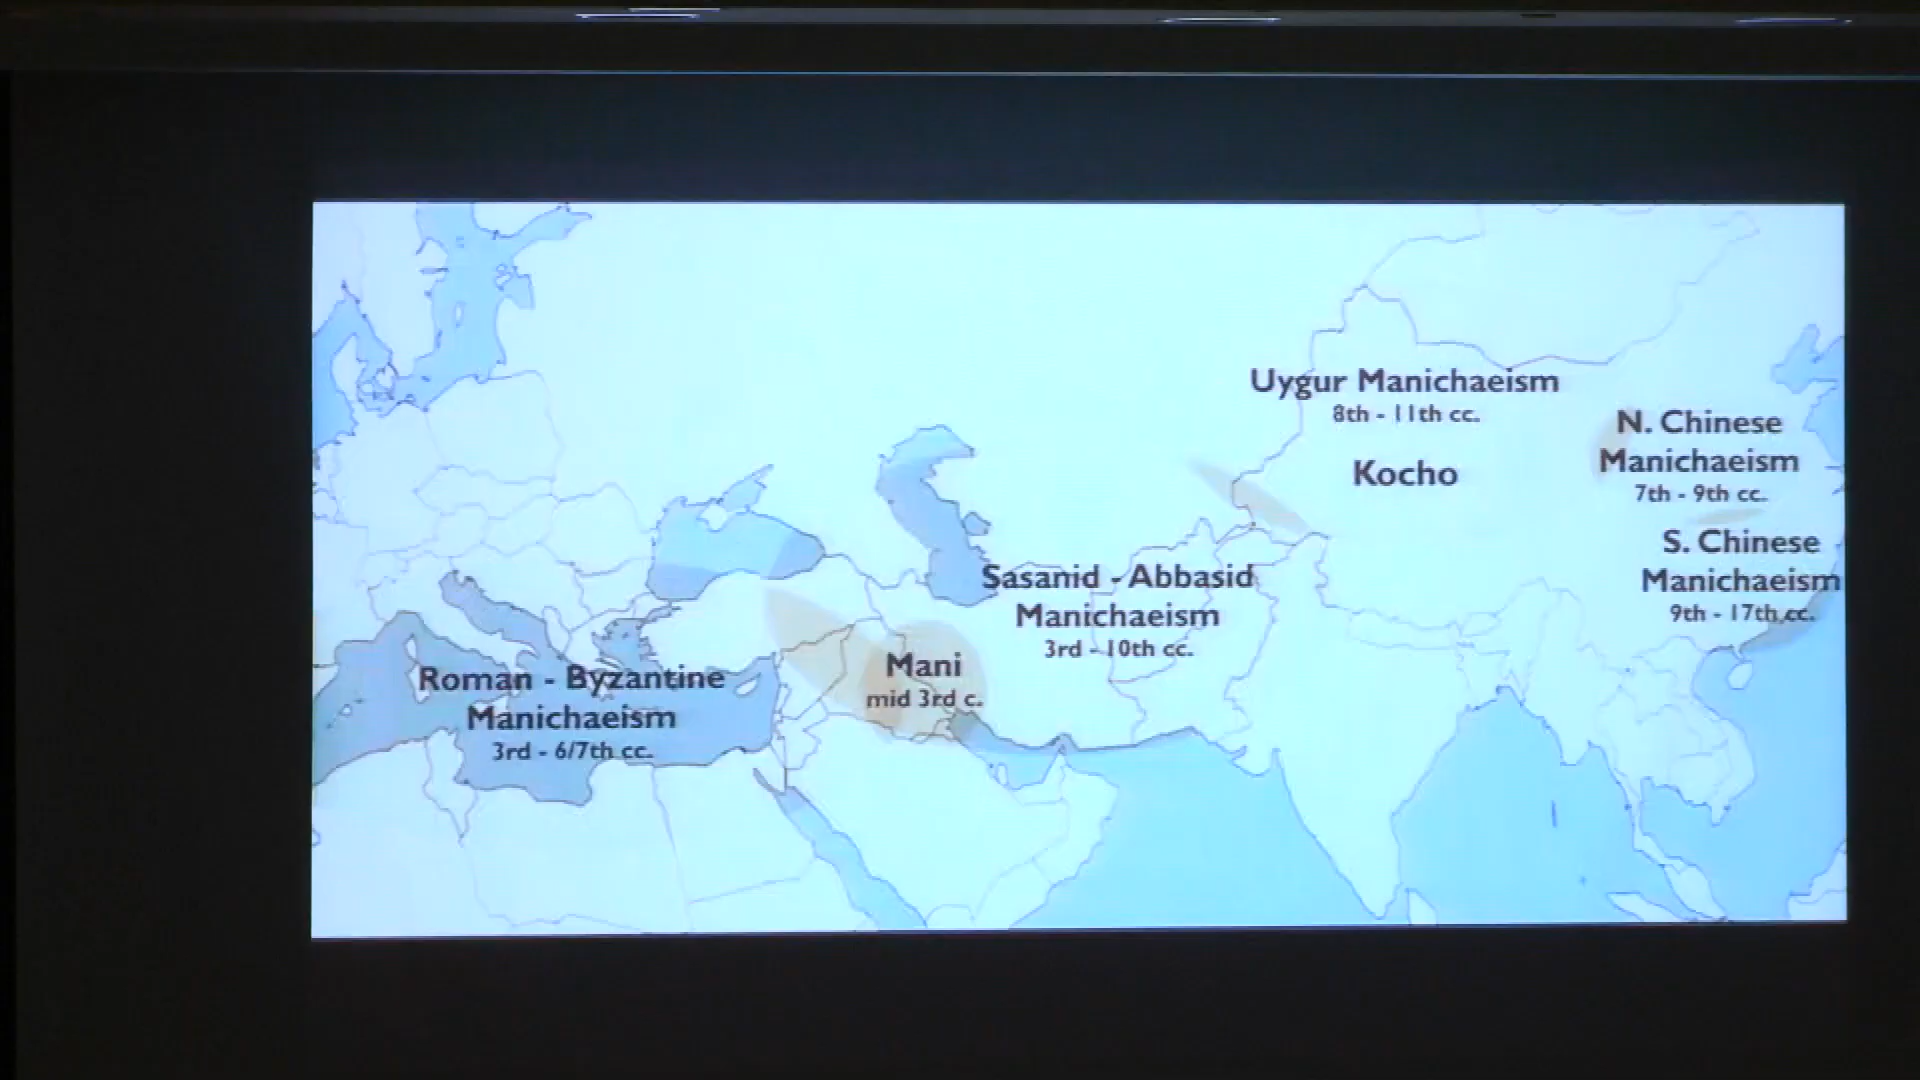 Uygur Manichaeism
8th - 11th cc.
Kocho
N. Chinese
Manichaeism
7th - 9th cc.
S. Chinese
Manichaeism
9th - 17th cc.
Sasanid - Abbasid
Manichaeism
3rd - 10th cc.
Mani
mid 3rd c.
Roman - Byzantine
Manichaeism
3rd - 6/7th cc.